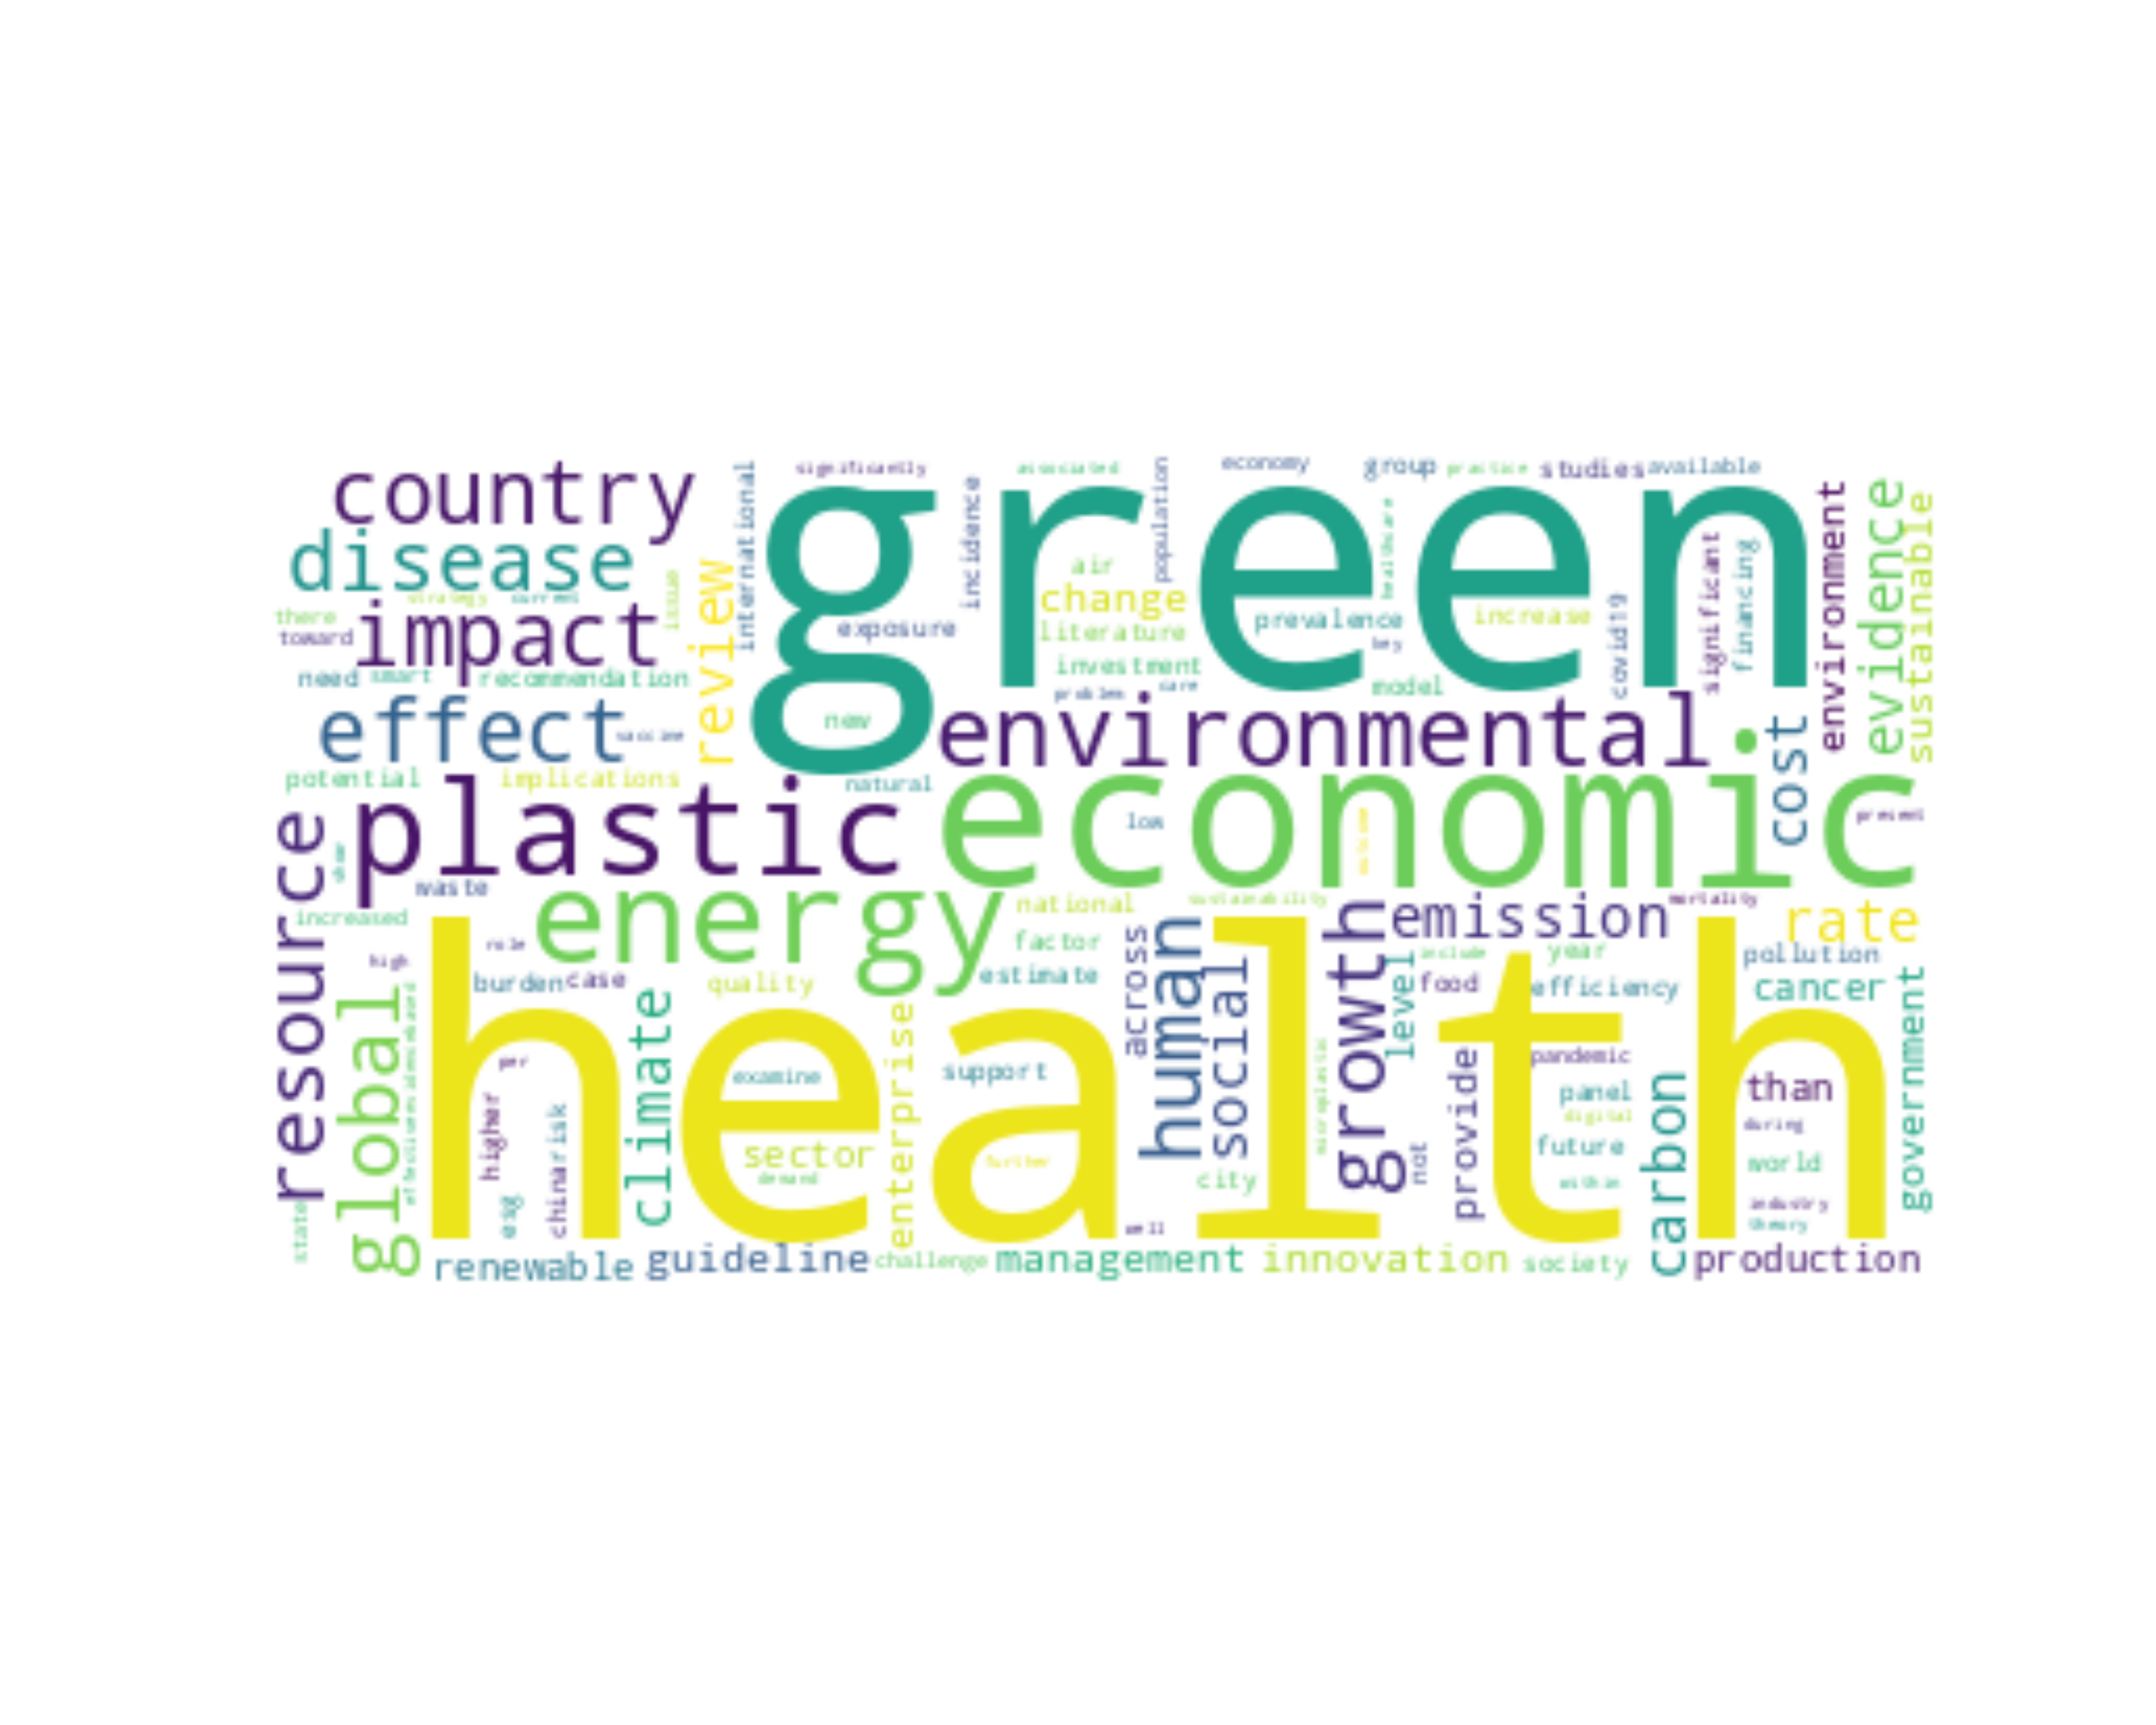 country
international
significantly
associated
population
economy
group
practice
studies
available
green
disease
incidence
healthcare
environment
evidence
sustainable
air
change
literature
investment
prevalence
increase
covid19
significant
financing
key
model
problem
care
exposure
new
strategy
current
issue
there
toward
impact
review
need
smart
recommendation
effect
vaccine
environmental
potential
implications
natural
plastic
economic
low
outcome
cost
present
resource
waste
increased
energy
national
sustainability
growth
emission
mortality
rate
high
role
factor
estimate
burden
case
quality
across
human
social
level
include
year
food
efficiency
pollution
cancer
government
global
health
climate
enterprise
per
higher
china
risk
esg
examine
support
sector
demand
further
microplastic
city
not
provide
pandemic
panel
digital
future
within
carbon
than
during
world
industry
theory
state
well
renewable
guideline
challenge
management
innovation
society
production